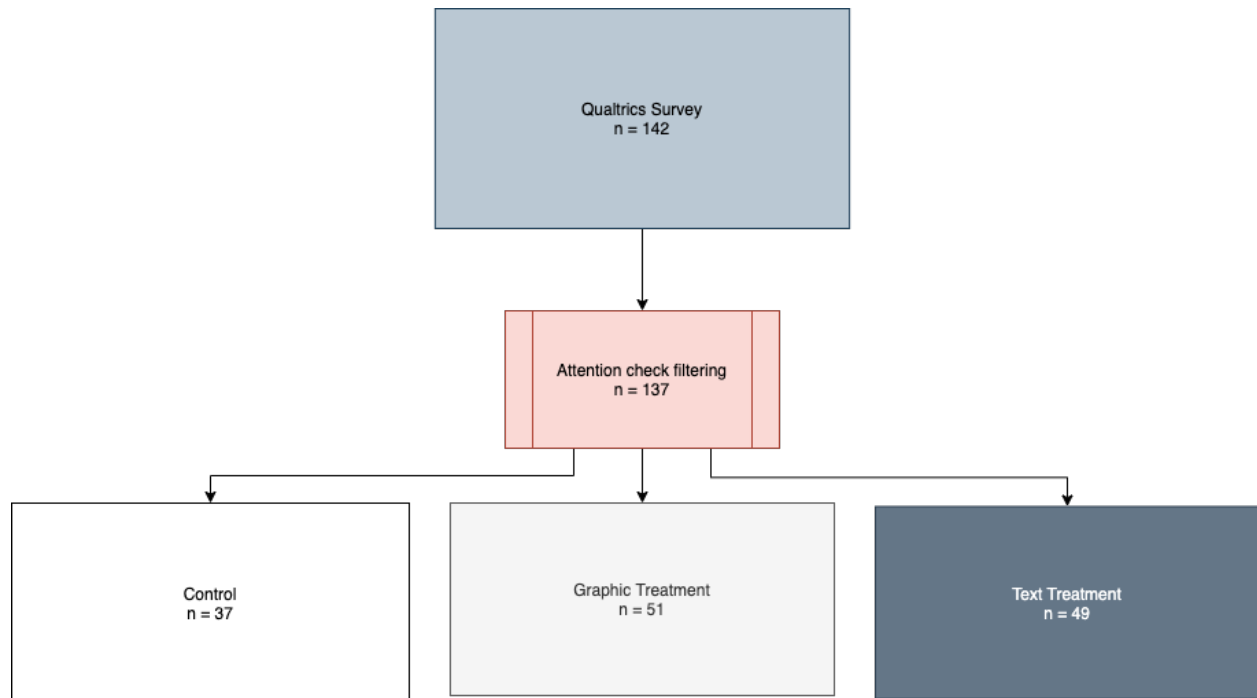 Qualtrics Survey
n = 142
Attention check filtering
n = 137
Control
n = 37
Graphic Treatment
n = 51
Text Treatment
n = 49